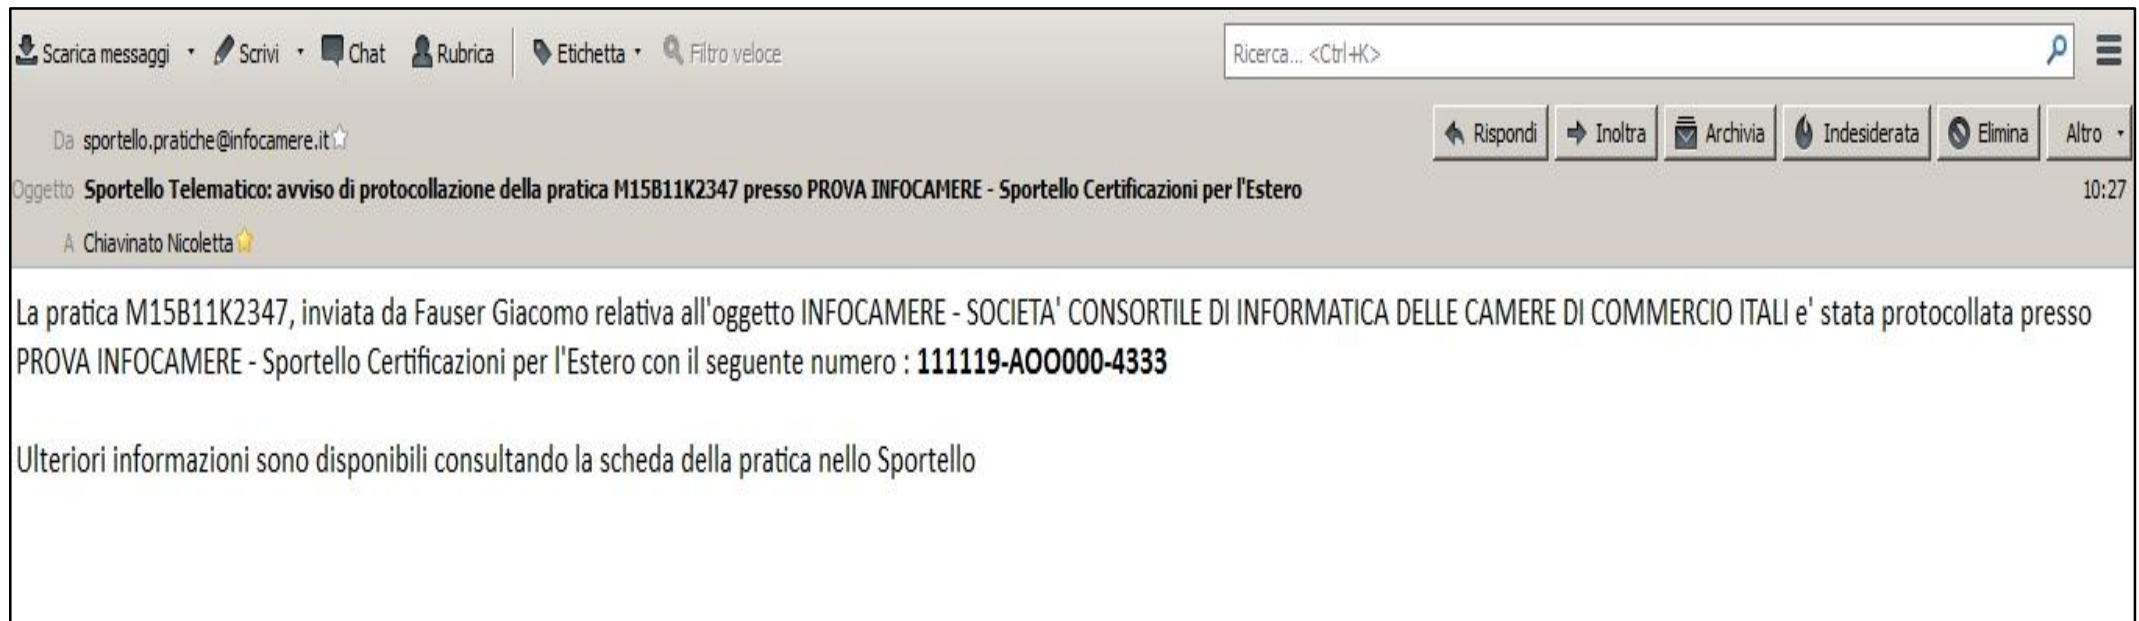 Scarica messaggi Scrivi Chat Rubrica Etichetta Filtro veloce Ricerca... <Ctrl+K>
Da sportello.pratiche@infocamere.it Rispondi Inoltra Archivia Indesiderata Elimina Altro
Oggetto Sportello Telematico: avviso di protocollazione della pratica M15B11K2347 presso PROVA INFOCAMERE - Sportello Certificazioni per l'Estero 10:27
A Chiavinato Nicoletta
La pratica M15B11K2347, inviata da Fauser Giacomo relativa all'oggetto INFOCAMERE - SOCIETA' CONSORTILE DI INFORMATICA DELLE CAMERE DI COMMERCIO ITALI e' stata protocollata presso
PROVA INFOCAMERE - Sportello Certificazioni per l'Estero con il seguente numero : 111119-AOO000-4333
Ulteriori informazioni sono disponibili consultando la scheda della pratica nello Sportello